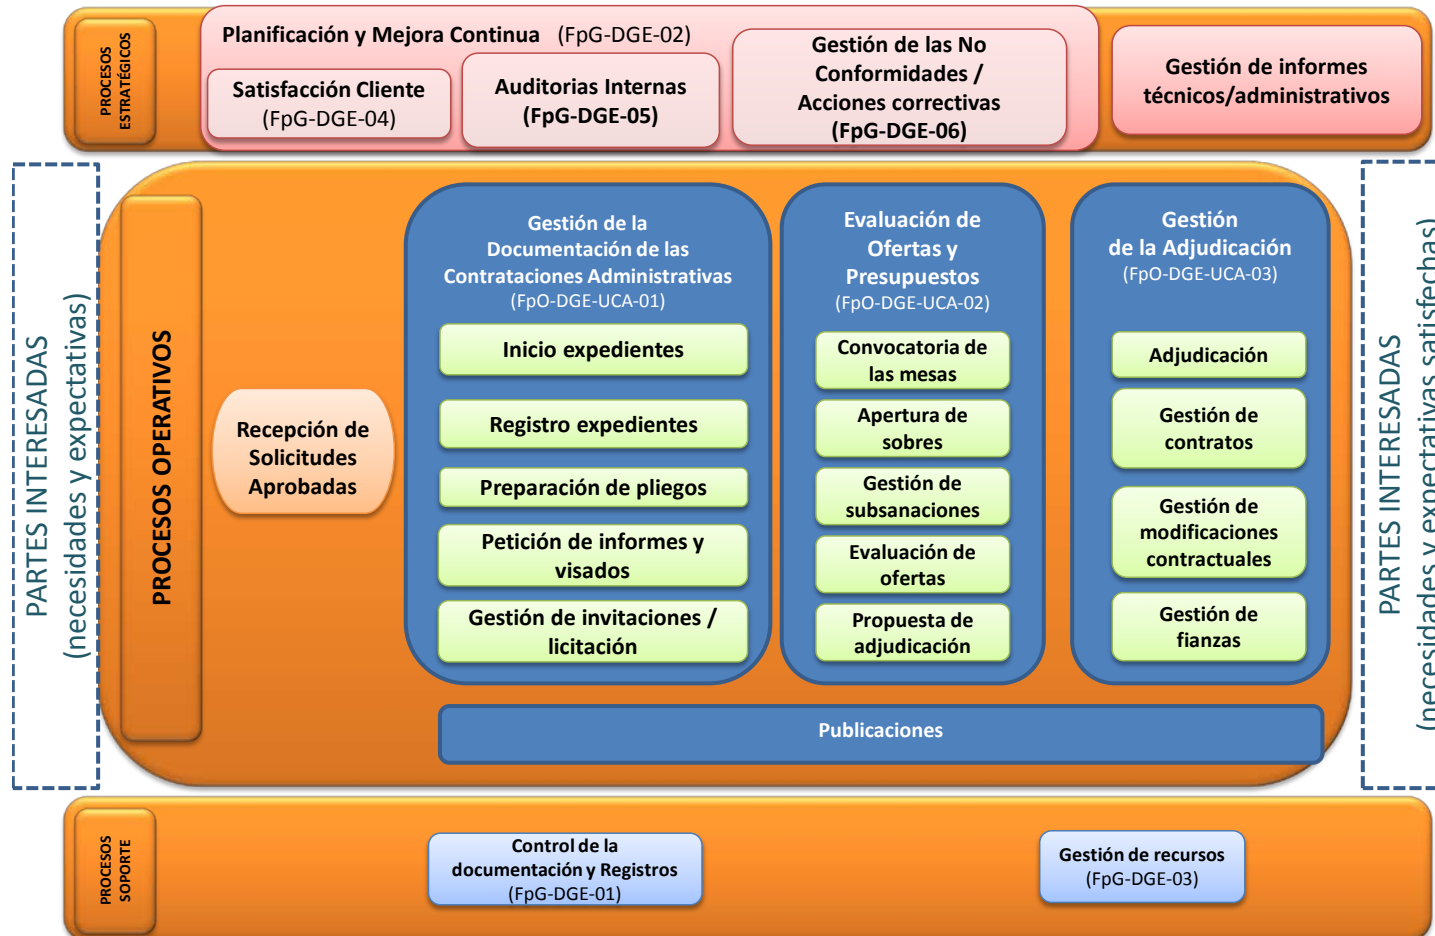 PROCESOS
ESTRATÉGICOS
Planificación y Mejora Continua (FpG-DGE-02)
Satisfacción Cliente
(FpG-DGE-04)
Auditorias Internas
(FpG-DGE-05)
Gestión de las No
Conformidades /
Acciones correctivas
(FpG-DGE-06)
Gestión de informes
técnicos/administrativos
PARTES INTERESADAS
(necesidades y expectativas)
PROCESOS OPERATIVOS
Recepción de
Solicitudes
Aprobadas
Gestión de la
Documentación de las
Contrataciones Administrativas
(FpO-DGE-UCA-01)
Inicio expedientes
Registro expedientes
Preparación de pliegos
Petición de informes y
visados
Gestión de invitaciones /
licitación
Evaluación de
Ofertas y
Presupuestos
(FpO-DGE-UCA-02)
Convocatoria de
las mesas
Apertura de
sobres
Gestión de
subsanaciones
Evaluación de
ofertas
Propuesta de
adjudicación
Gestión
de la Adjudicación
(FpO-DGE-UCA-03)
Adjudicación
Gestión de
contratos
Gestión de
modificaciones
contractuales
Gestión de
fianzas
Publicaciones
PARTES INTERESADAS
(necesidades y expectativas satisfechas)
PROCESOS
SOPORTE
Control de la
documentación y Registros
(FpG-DGE-01)
Gestión de recursos
(FpG-DGE-03)